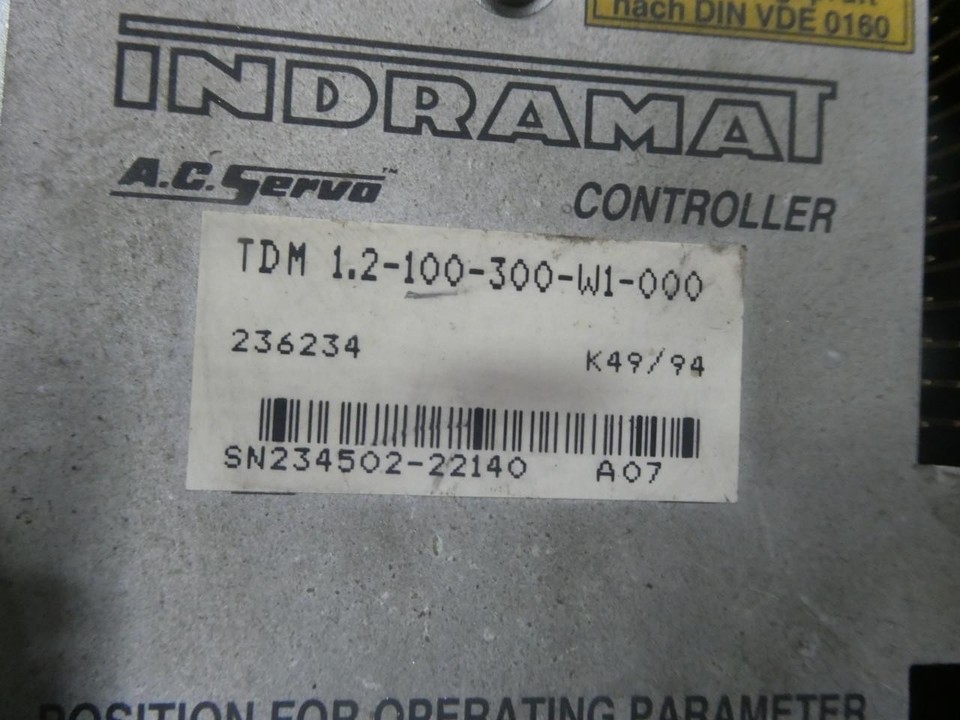 nach DIN VDE 0160
INDRAMAT
A.C. Servo™
CONTROLLER
TDM 1.2-100-300-W1-000
236234
K49/94
SN234502-22140 A07
POSITION FOR OPERATING PARAMETER